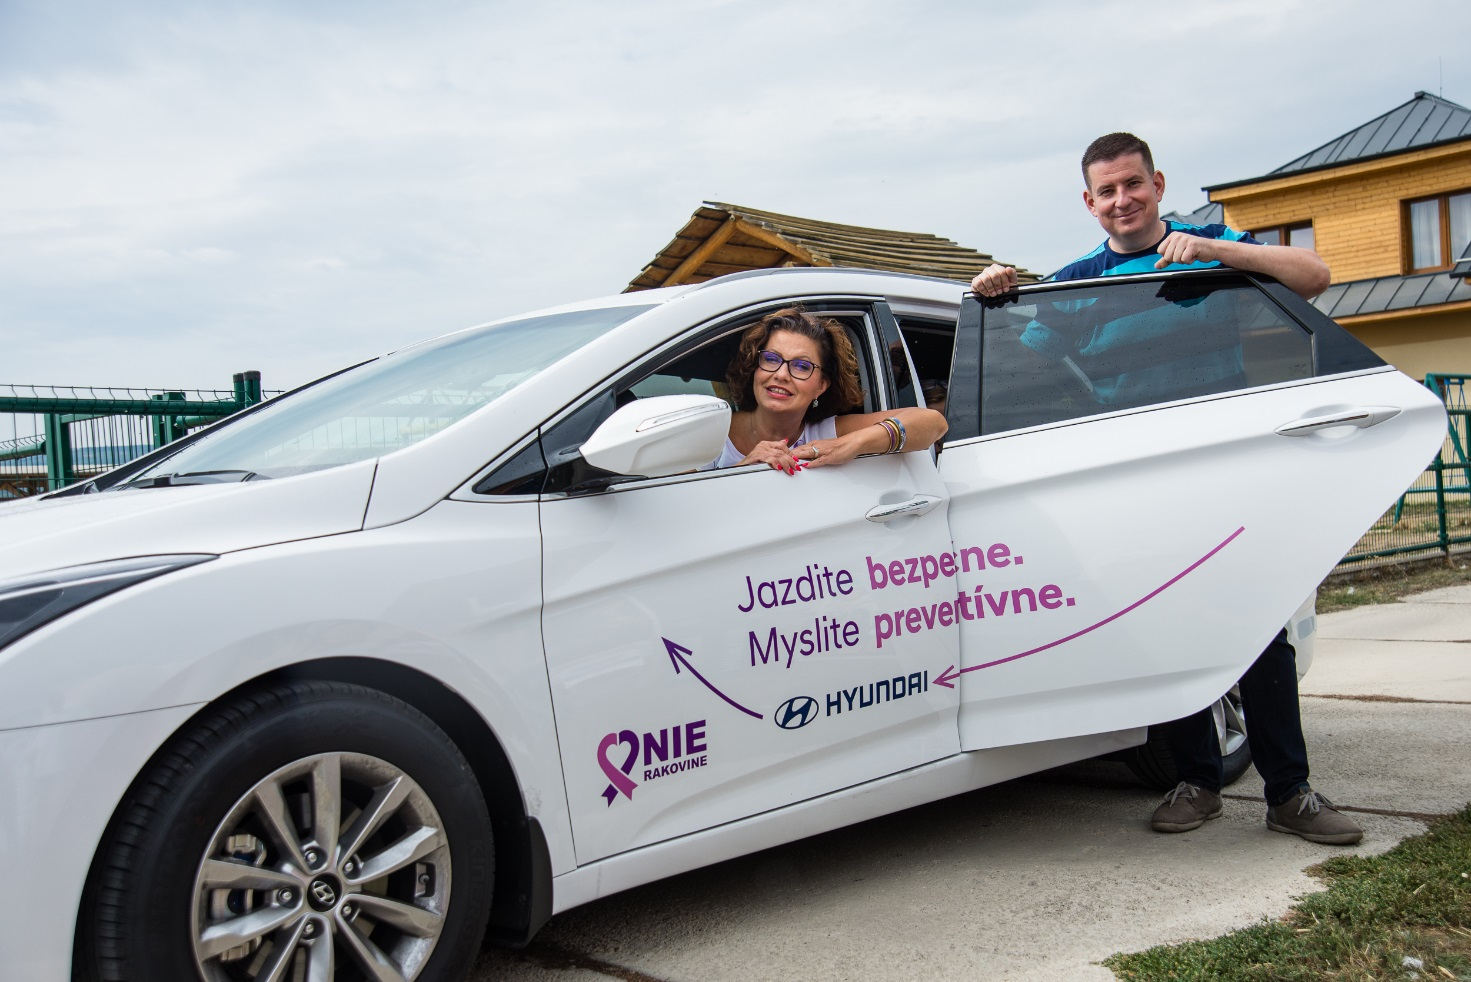 Jazdite bezpečne.
Myslite preventívne.
HYUNDAI
NIE
RAKOVINE